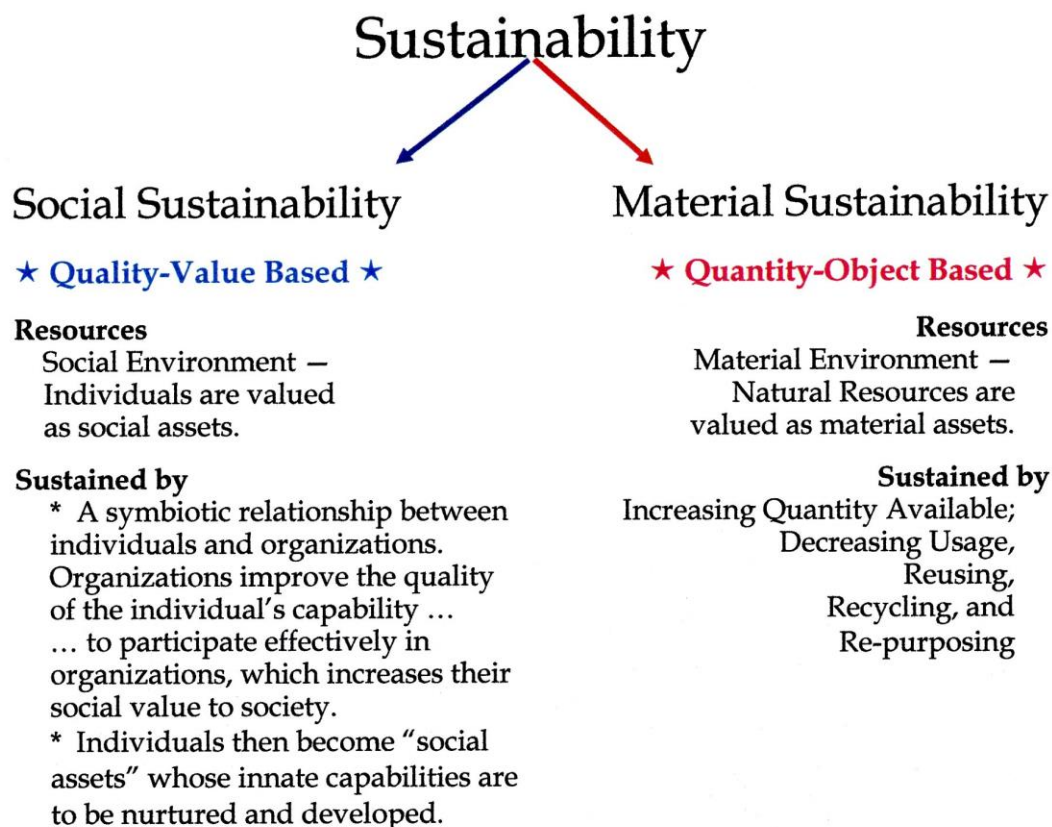 Sustainability
Social Sustainability
★ Quality-Value Based ★
Resources
Social Environment —
Individuals are valued
as social assets.
Sustained by
* A symbiotic relationship between
individuals and organizations.
Organizations improve the quality
of the individual's capability …
… to participate effectively in
organizations, which increases their
social value to society.
* Individuals then become "social
assets" whose innate capabilities are
to be nurtured and developed.
Material Sustainability
★ Quantity-Object Based ★
Resources
Material Environment —
Natural Resources are
valued as material assets.
Sustained by
Increasing Quantity Available;
Decreasing Usage,
Reusing,
Recycling, and
Re-purposing